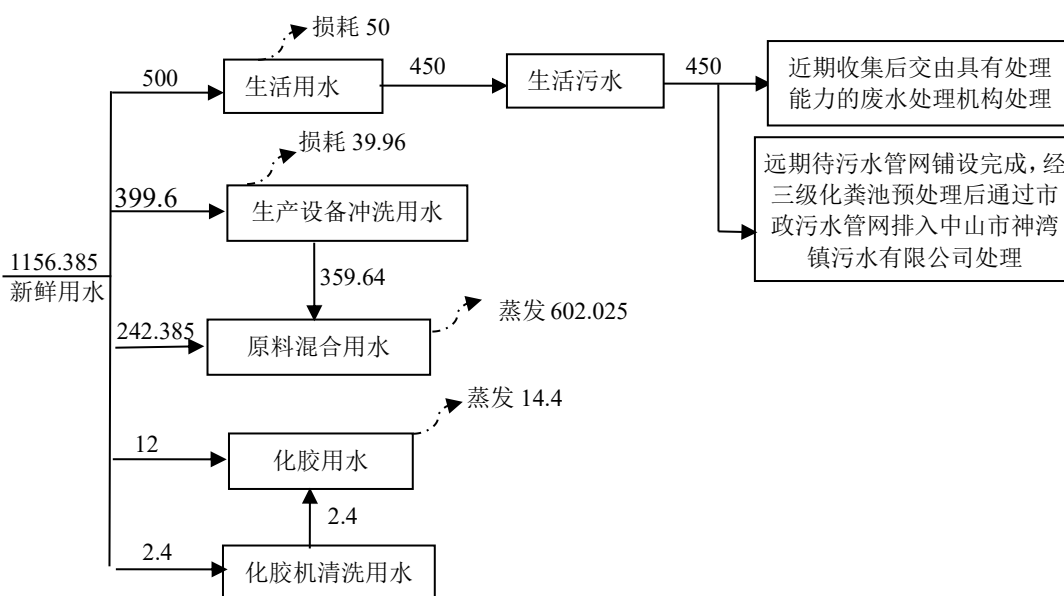 损耗 50
500
生活用水
450
生活污水
450
近期收集后交由具有处理
能力的废水处理机构处理
远期待污水管网铺设完成，经
三级化粪池预处理后通过市
政污水管网排入中山市神湾
镇污水有限公司处理
损耗 39.96
399.6
生产设备冲洗用水
359.64
1156.385
新鲜用水
蒸发 602.025
242.385
原料混合用水
蒸发 14.4
12
化胶用水
2.4
2.4
化胶机清洗用水